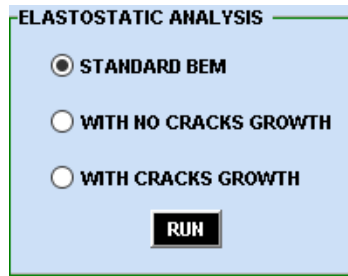 ELASTOSTATIC ANALYSIS
STANDARD BEM
WITH NO CRACKS GROWTH
WITH CRACKS GROWTH
RUN